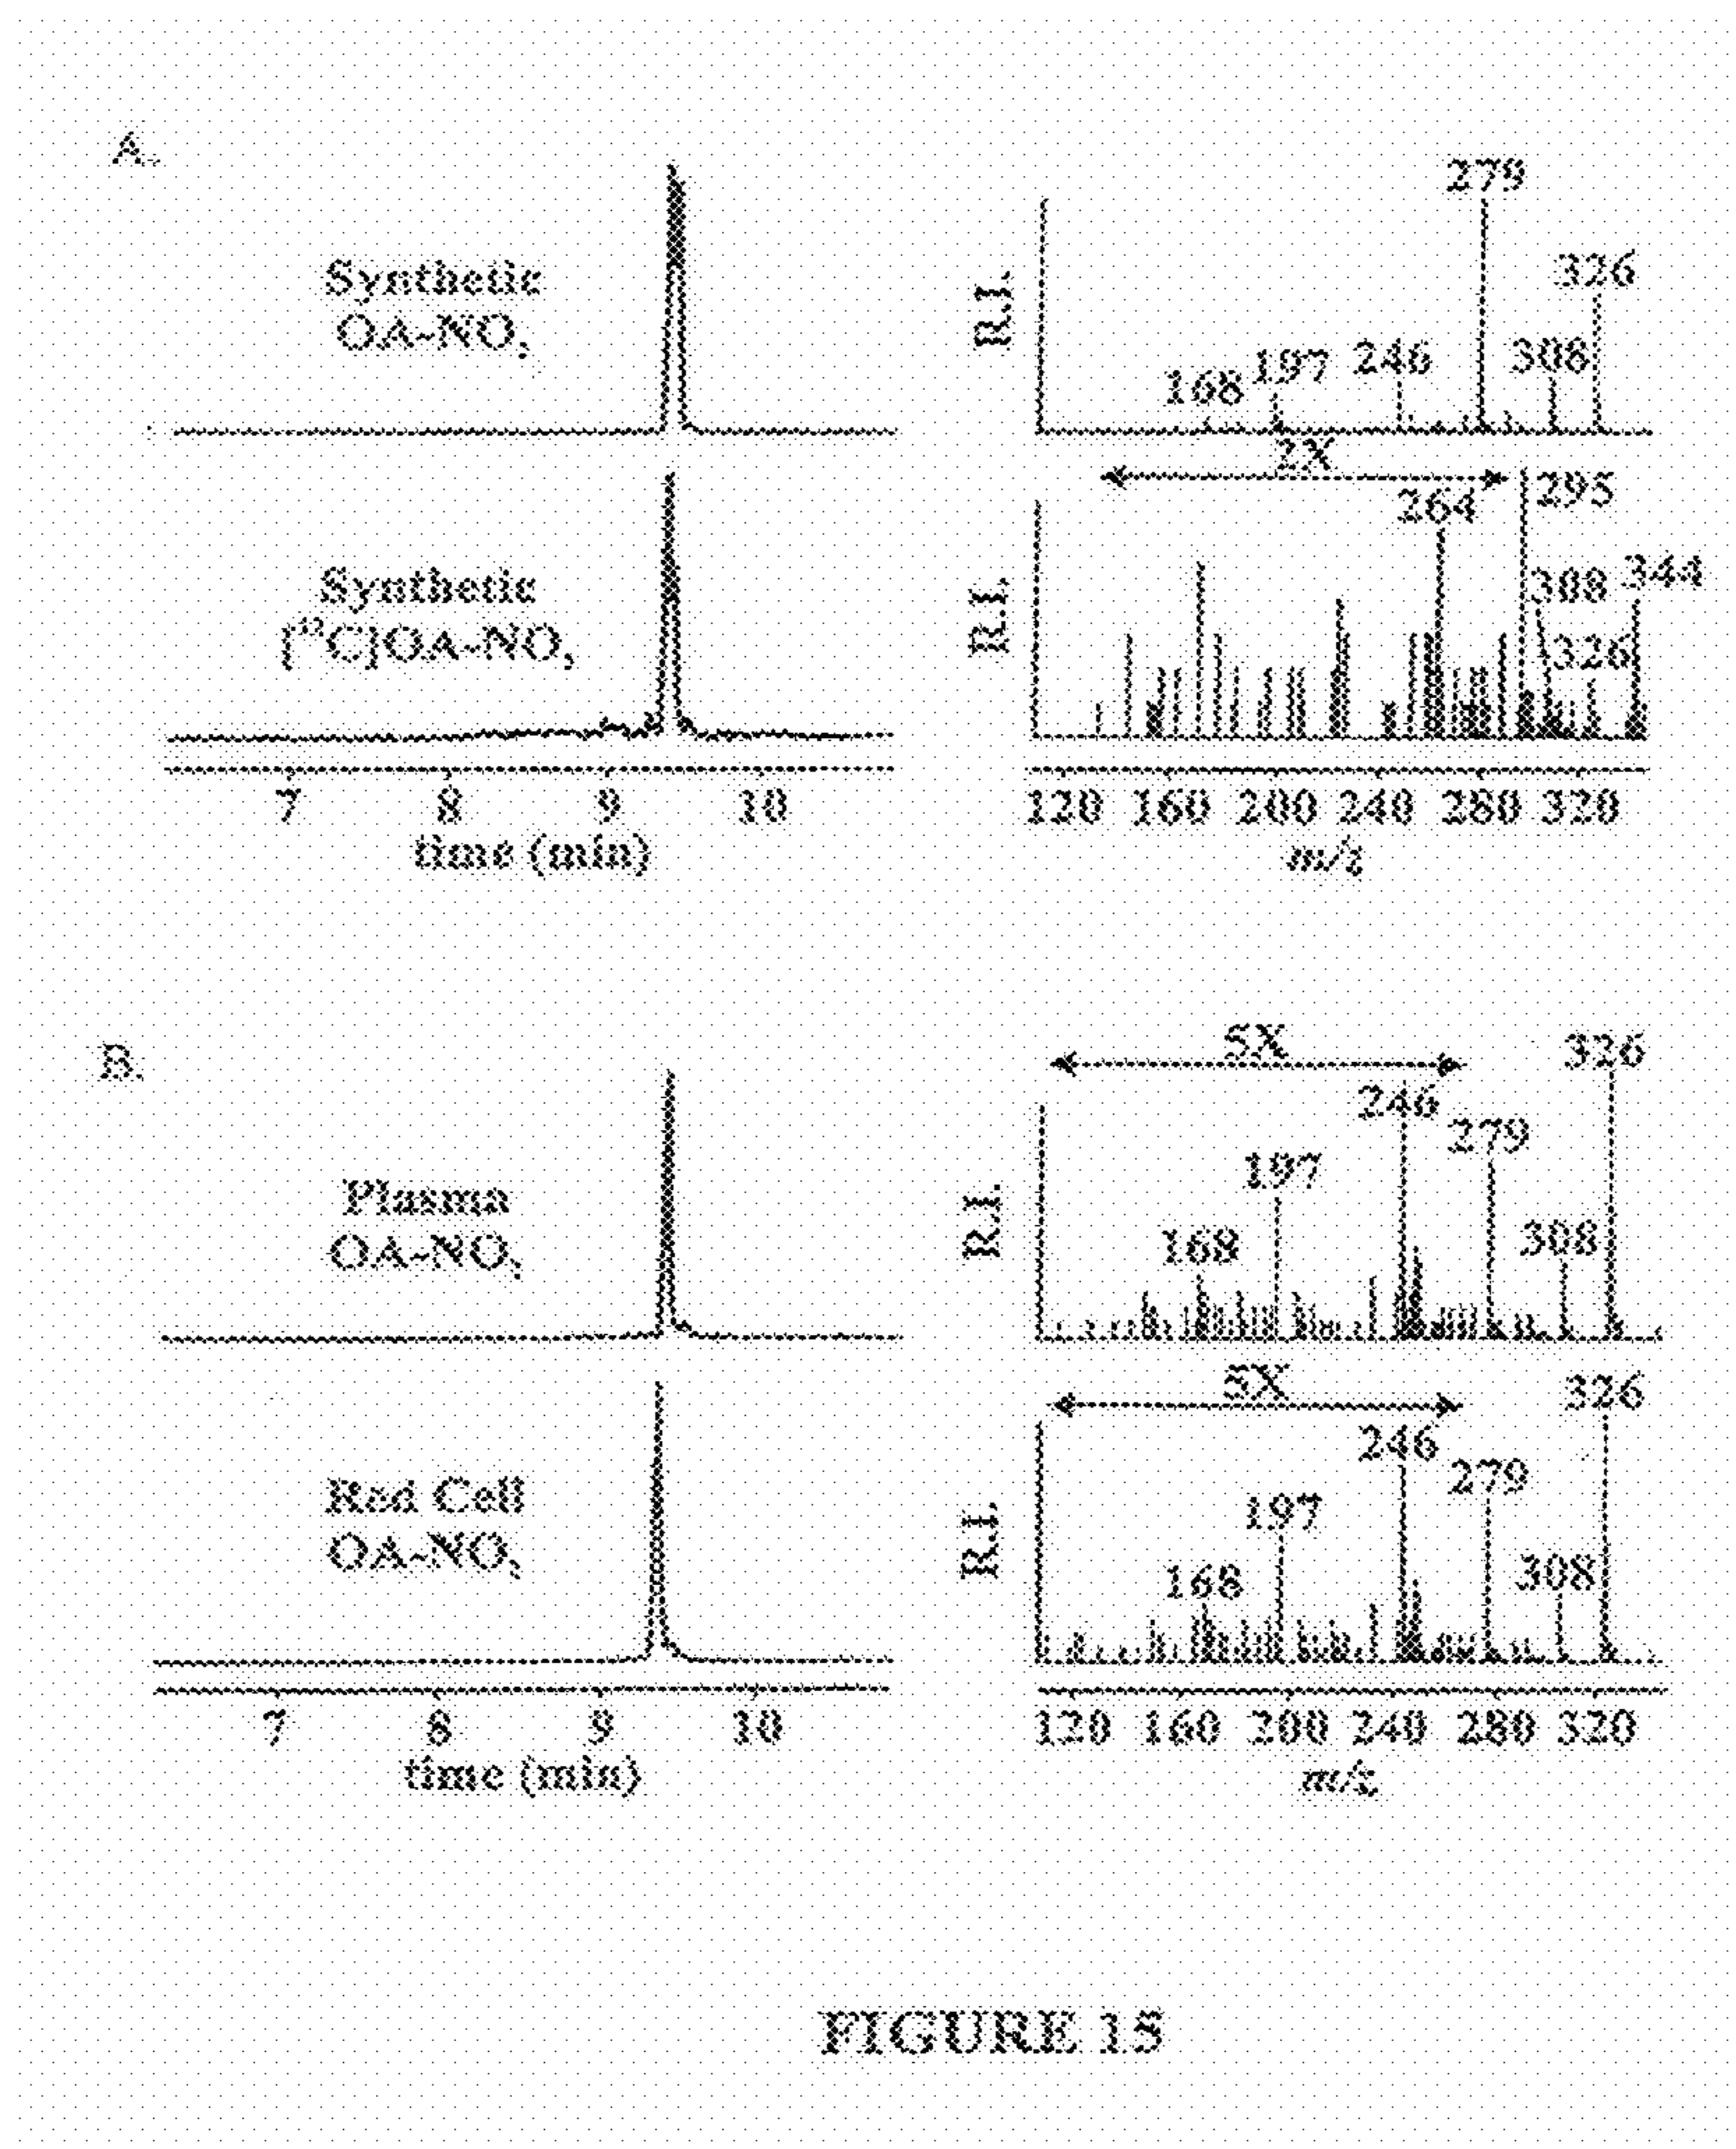 A.
Synthetic
OA-NO₂
R.I.
168 197 246 279 308 326
Synthetic
[¹³C]OA-NO₂
R.I.
2X
264 295 308 326 344
7 8 9 10
time (min)
120 160 200 240 280 320
m/z
B.
Plasma
OA-NO₂
R.I.
5X
168 197 246 279 308 326
Red Cell
OA-NO₂
R.I.
5X
168 197 246 279 308 326
7 8 9 10
time (min)
120 160 200 240 280 320
m/z
FIGURE 15